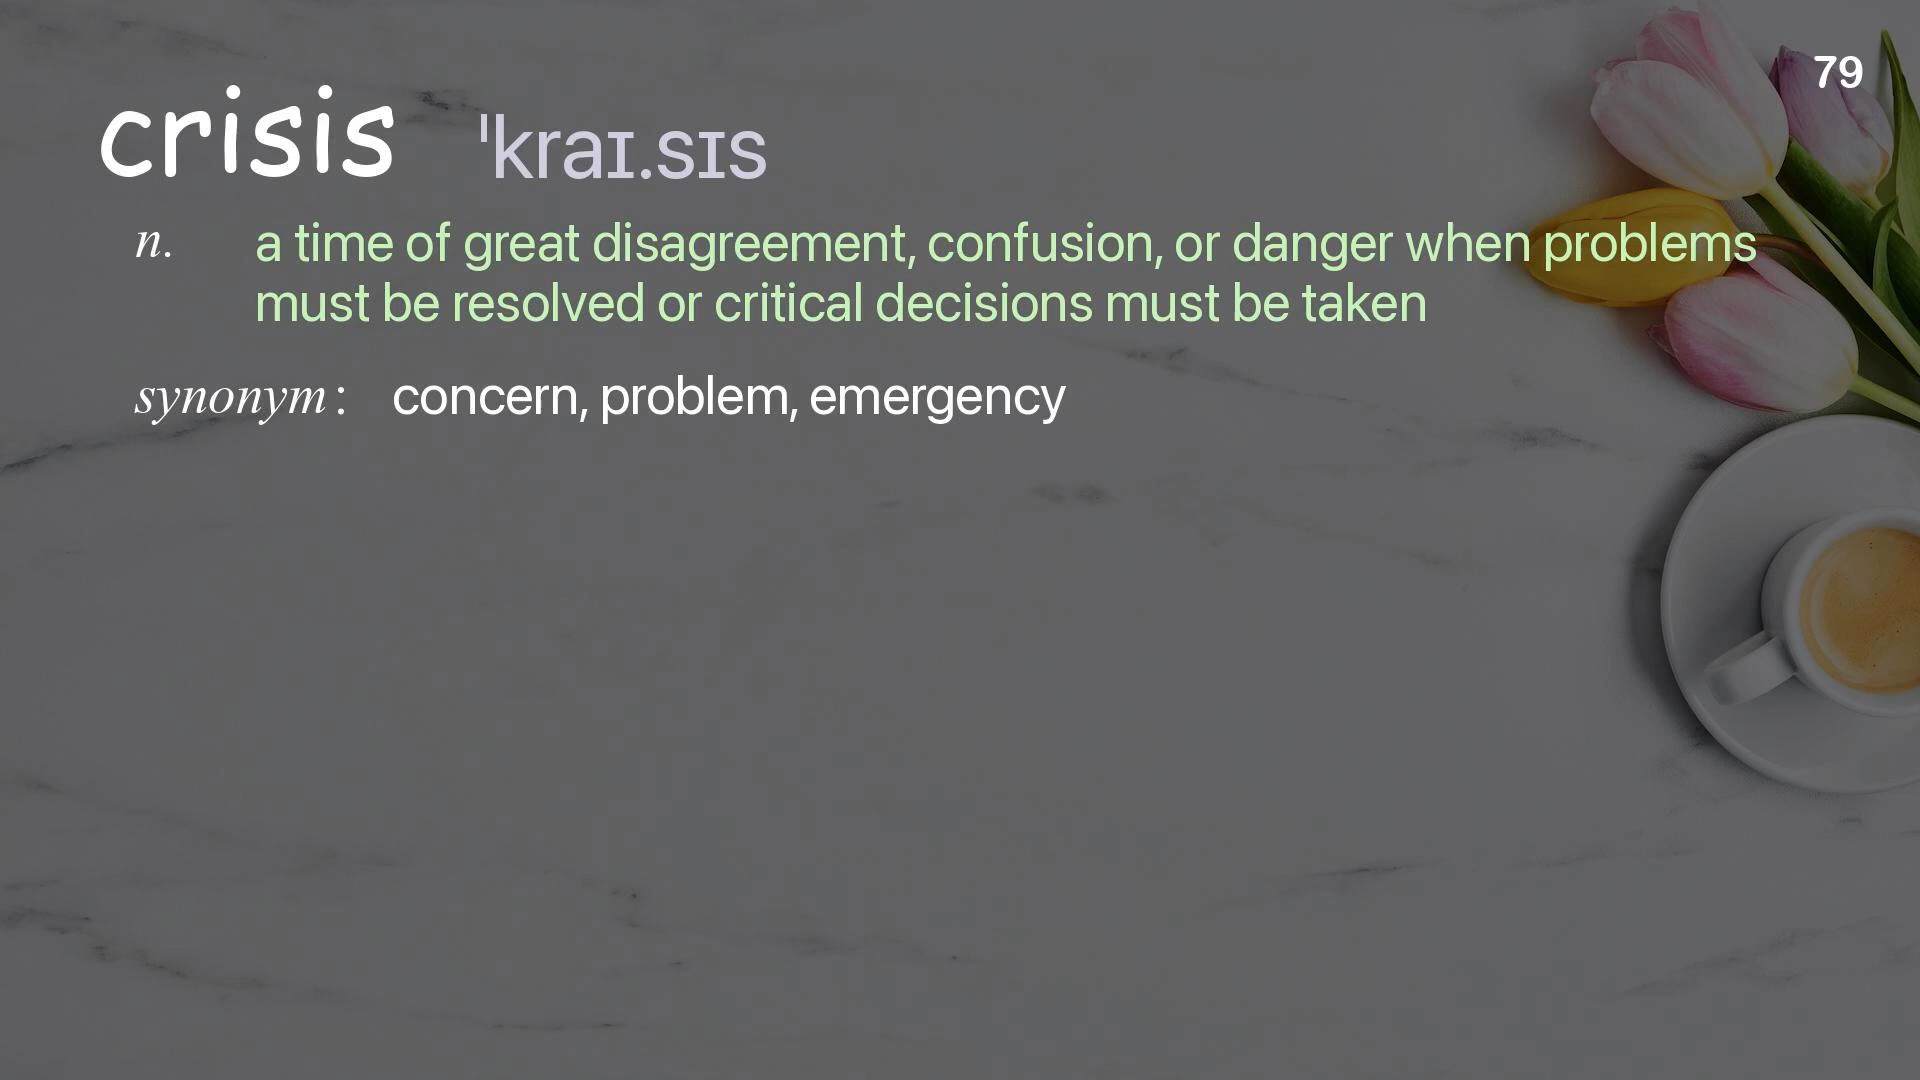 79
crisis ˈkraɪ.sɪs
n. a time of great disagreement, confusion, or danger when problems
must be resolved or critical decisions must be taken
synonym: concern, problem, emergency